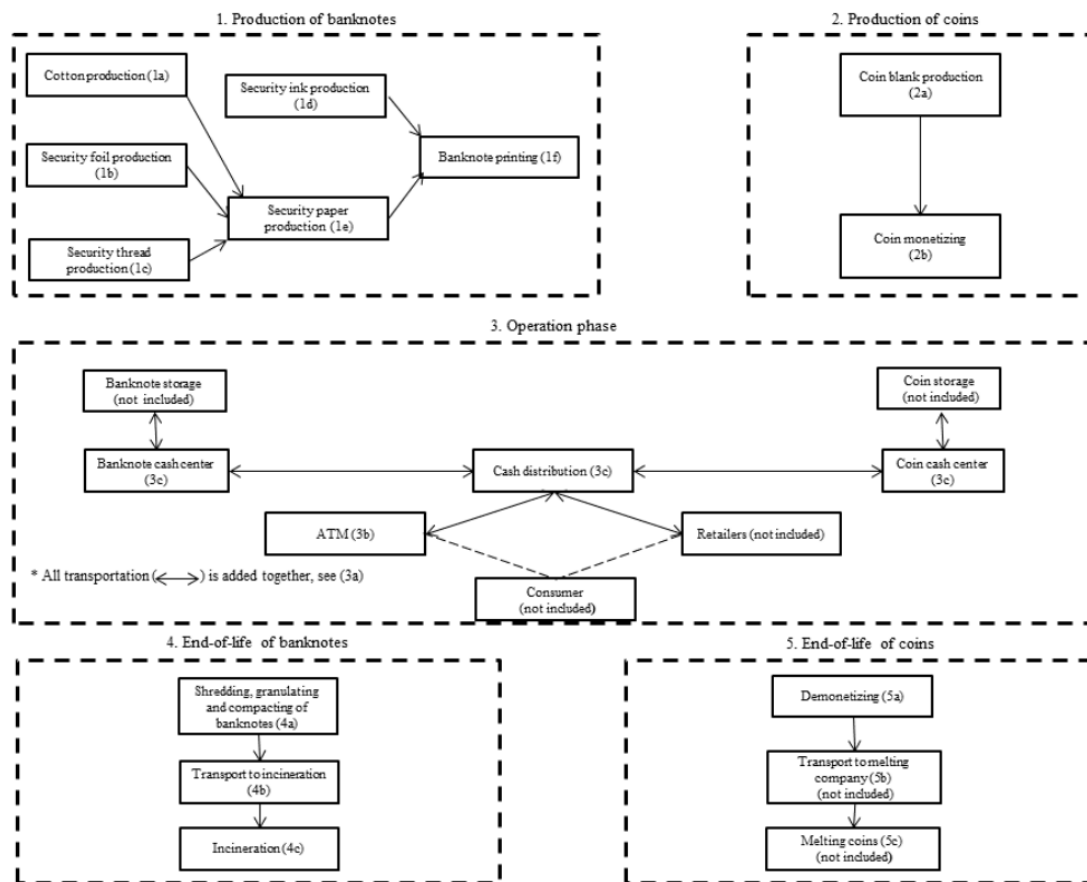 1. Production of banknotes
Cotton production (1a)
Security ink production
(1d)
Security foil production
(1b)
Banknote printing (1f)
Security paper
production (1e)
Security thread
production (1c)
2. Production of coins
Coin blank production
(2a)
Coin monetizing
(2b)
3. Operation phase
Banknote storage
(not included)
Coin storage
(not included)
Banknote cash center
(3c)
Cash distribution (3c)
Coin cash center
(3c)
ATM (3b)
Retailers (not included)
* All transportation (⟷) is added together, see (3a)
Consumer
(not included)
4. End-of-life of banknotes
Shredding, granulating
and compacting of
banknotes (4a)
Transport to incineration
(4b)
Incineration (4c)
5. End-of-life of coins
Demonetizing (5a)
Transport to melting
company (5b)
(not included)
Melting coins (5c)
(not included)